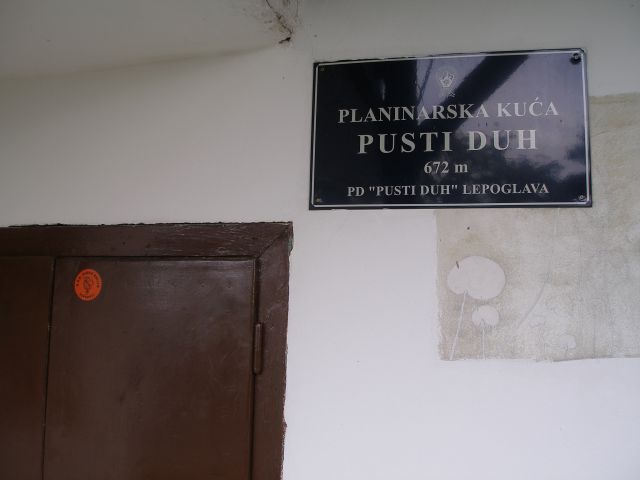 PLANINARSKA KUĆA
PUSTI DUH
672 m
PD "PUSTI DUH" LEPOGLAVA